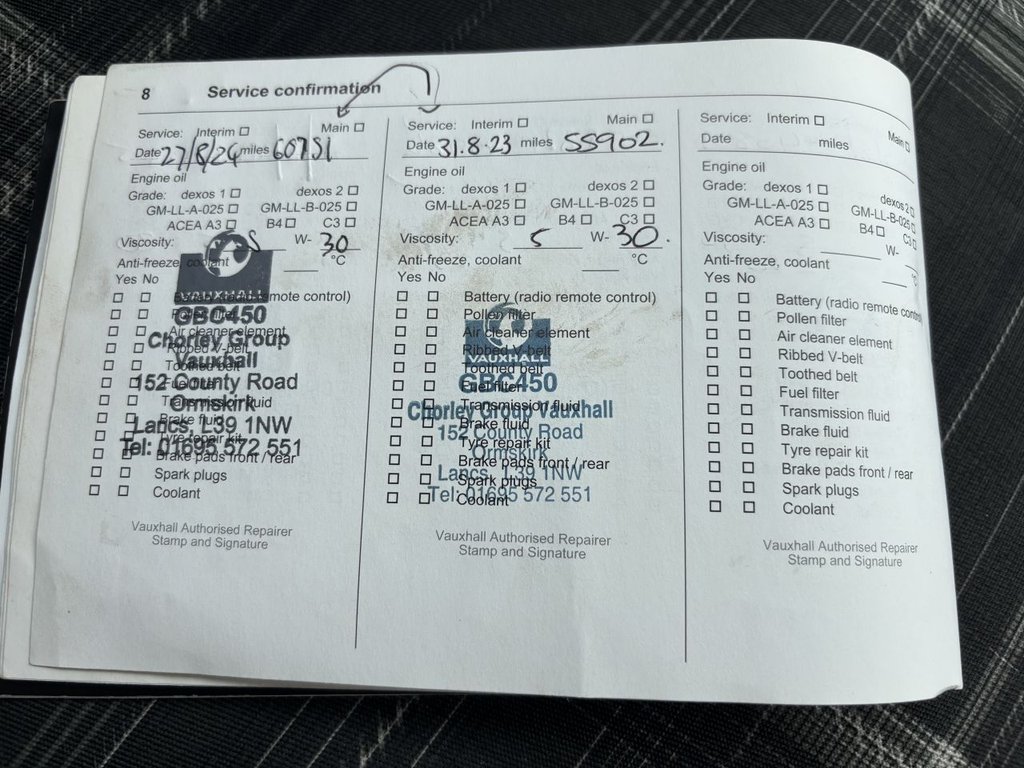 8 Service confirmation
Service: Interim Main
Date 27/8/24 miles 60751
Engine oil
Grade: dexos 1 dexos 2
GM-LL-A-025 GM-LL-B-025
ACEA A3 B4 C3
Viscosity: 5 W- 30
Anti-freeze, coolant °C
Yes No
Battery (radio remote control)
Pollen filter
Air cleaner element
Ribbed V-belt
Toothed belt
Fuel filter
Transmission fluid
Brake fluid
Tyre repair kit
Brake pads front / rear
Spark plugs
Coolant
VAUXHALL
GBC450
Chorley Group
Vauxhall
152 County Road
Ormskirk
Lancs, L39 1NW
Tel: 01695 572 551
Vauxhall Authorised Repairer
Stamp and Signature
Service: Interim Main
Date 31.8.23 miles 55902.
Engine oil
Grade: dexos 1 dexos 2
GM-LL-A-025 GM-LL-B-025
ACEA A3 B4 C3
Viscosity: 5 W- 30.
Anti-freeze, coolant °C
Yes No
Battery (radio remote control)
Pollen filter
Air cleaner element
Ribbed V-belt
Toothed belt
Fuel filter
Transmission fluid
Brake fluid
Tyre repair kit
Brake pads front / rear
Spark plugs
Coolant
VAUXHALL
GBC450
Chorley Group Vauxhall
152 County Road
Ormskirk
Lancs, L39 1NW
Tel: 01695 572 551
Vauxhall Authorised Repairer
Stamp and Signature
Service: Interim Main
Date miles
Engine oil
Grade: dexos 1 dexos 2
GM-LL-A-025 GM-LL-B-025
ACEA A3 B4 C3
Viscosity: W-
Anti-freeze, coolant °C
Yes No
Battery (radio remote control)
Pollen filter
Air cleaner element
Ribbed V-belt
Toothed belt
Fuel filter
Transmission fluid
Brake fluid
Tyre repair kit
Brake pads front / rear
Spark plugs
Coolant
Vauxhall Authorised Repairer
Stamp and Signature